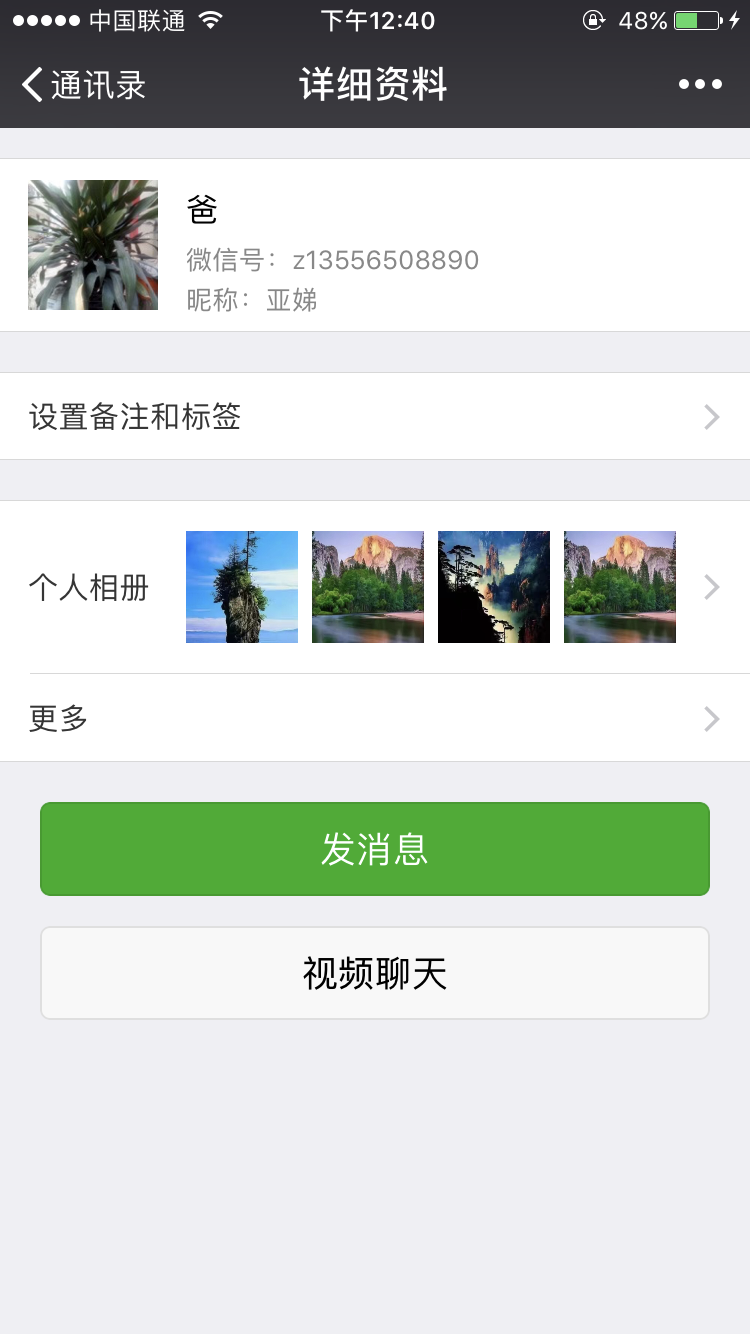 中国联通 下午12:40 48%
通讯录 详细资料
爸
微信号：z13556508890
昵称：亚娣
设置备注和标签
个人相册
更多
发消息
视频聊天